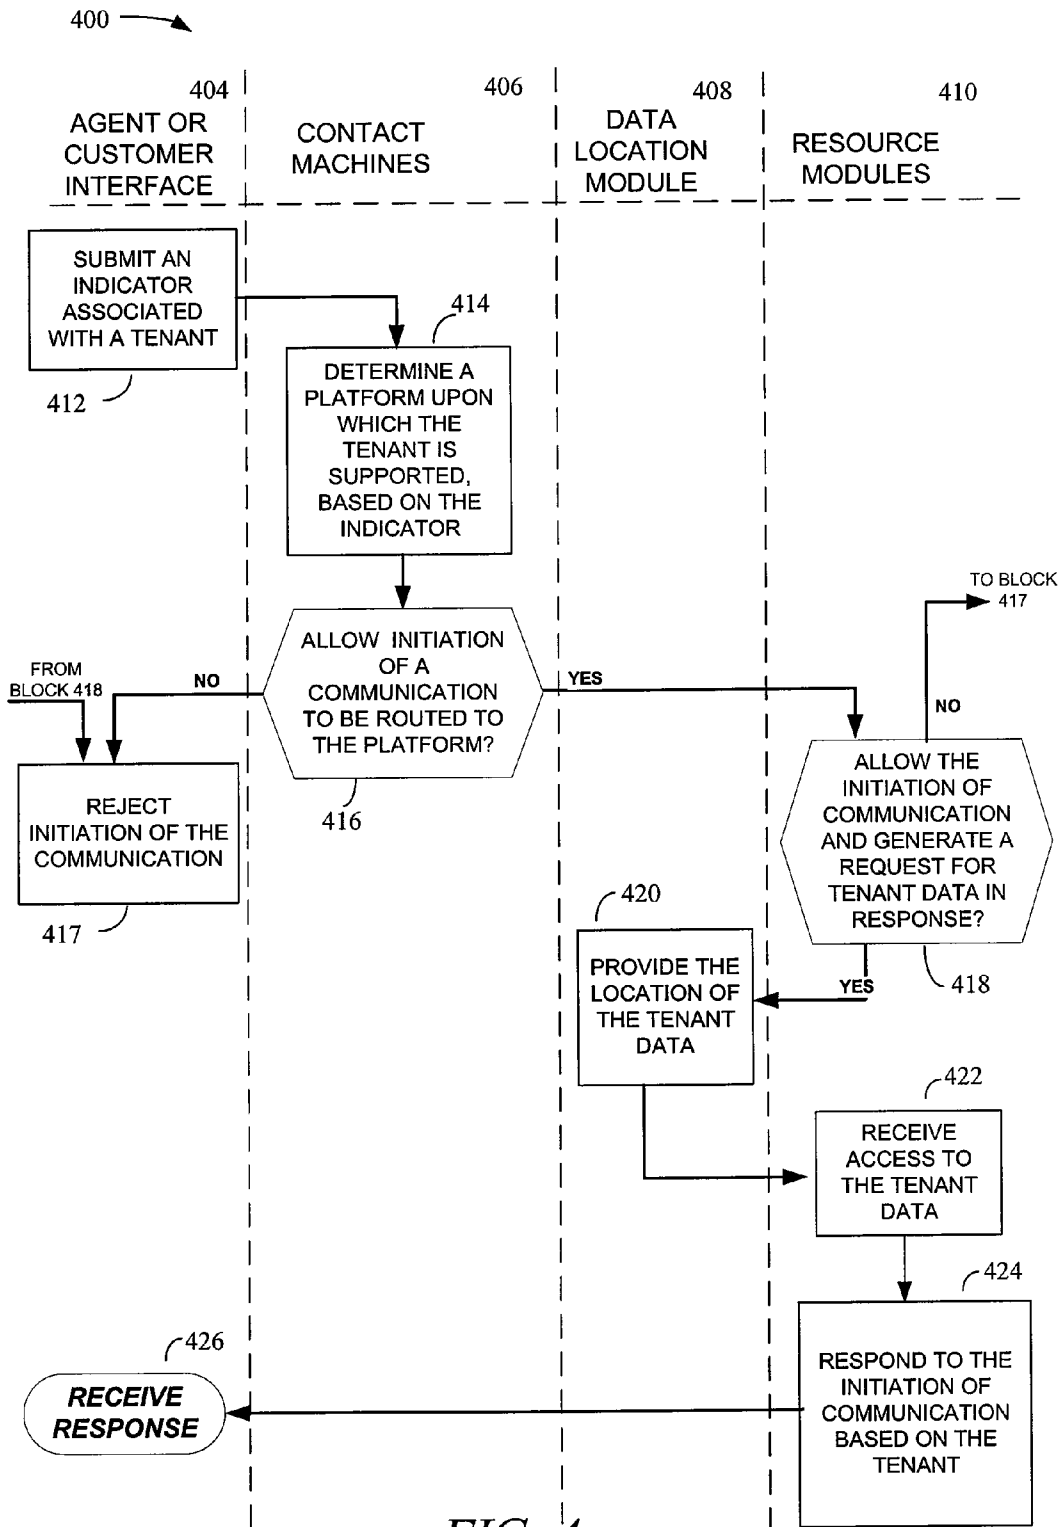 400
404
AGENT OR
CUSTOMER
INTERFACE
406
CONTACT
MACHINES
408
DATA
LOCATION
MODULE
410
RESOURCE
MODULES
SUBMIT AN
INDICATOR
ASSOCIATED
WITH A TENANT
412
414
DETERMINE A
PLATFORM UPON
WHICH THE
TENANT IS
SUPPORTED,
BASED ON THE
INDICATOR
ALLOW INITIATION
OF A
COMMUNICATION
TO BE ROUTED TO
THE PLATFORM?
416
NO
YES
FROM
BLOCK 418
REJECT
INITIATION OF THE
COMMUNICATION
417
TO BLOCK
417
NO
ALLOW THE
INITIATION OF
COMMUNICATION
AND GENERATE A
REQUEST FOR
TENANT DATA IN
RESPONSE?
418
YES
420
PROVIDE THE
LOCATION OF
THE TENANT
DATA
422
RECEIVE
ACCESS TO
THE TENANT
DATA
424
RESPOND TO THE
INITIATION OF
COMMUNICATION
BASED ON THE
TENANT
426
RECEIVE
RESPONSE
FIG. 4